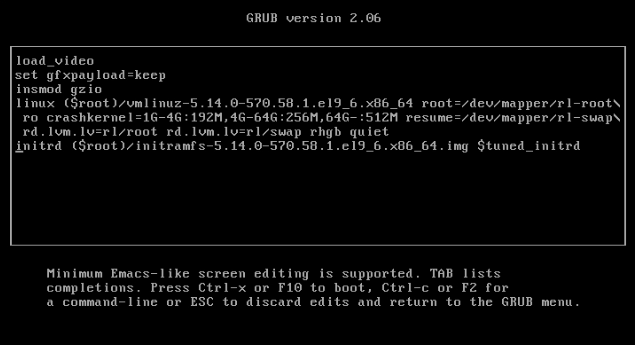 GRUB version 2.06
load_video
set gfxpayload=keep
insmod gzio
linux ($root)/vmlinuz-5.14.0-570.58.1.el9_6.x86_64 root=/dev/mapper/rl-root\
ro crashkernel=1G-4G:192M,4G-64G:256M,64G-:512M resume=/dev/mapper/rl-swap\
rd.lvm.lv=rl/root rd.lvm.lv=rl/swap rhgb quiet
initrd ($root)/initramfs-5.14.0-570.58.1.el9_6.x86_64.img $tuned_initrd
Minimum Emacs-like screen editing is supported. TAB lists
completions. Press Ctrl-x or F10 to boot, Ctrl-c or F2 for
a command-line or ESC to discard edits and return to the GRUB menu.